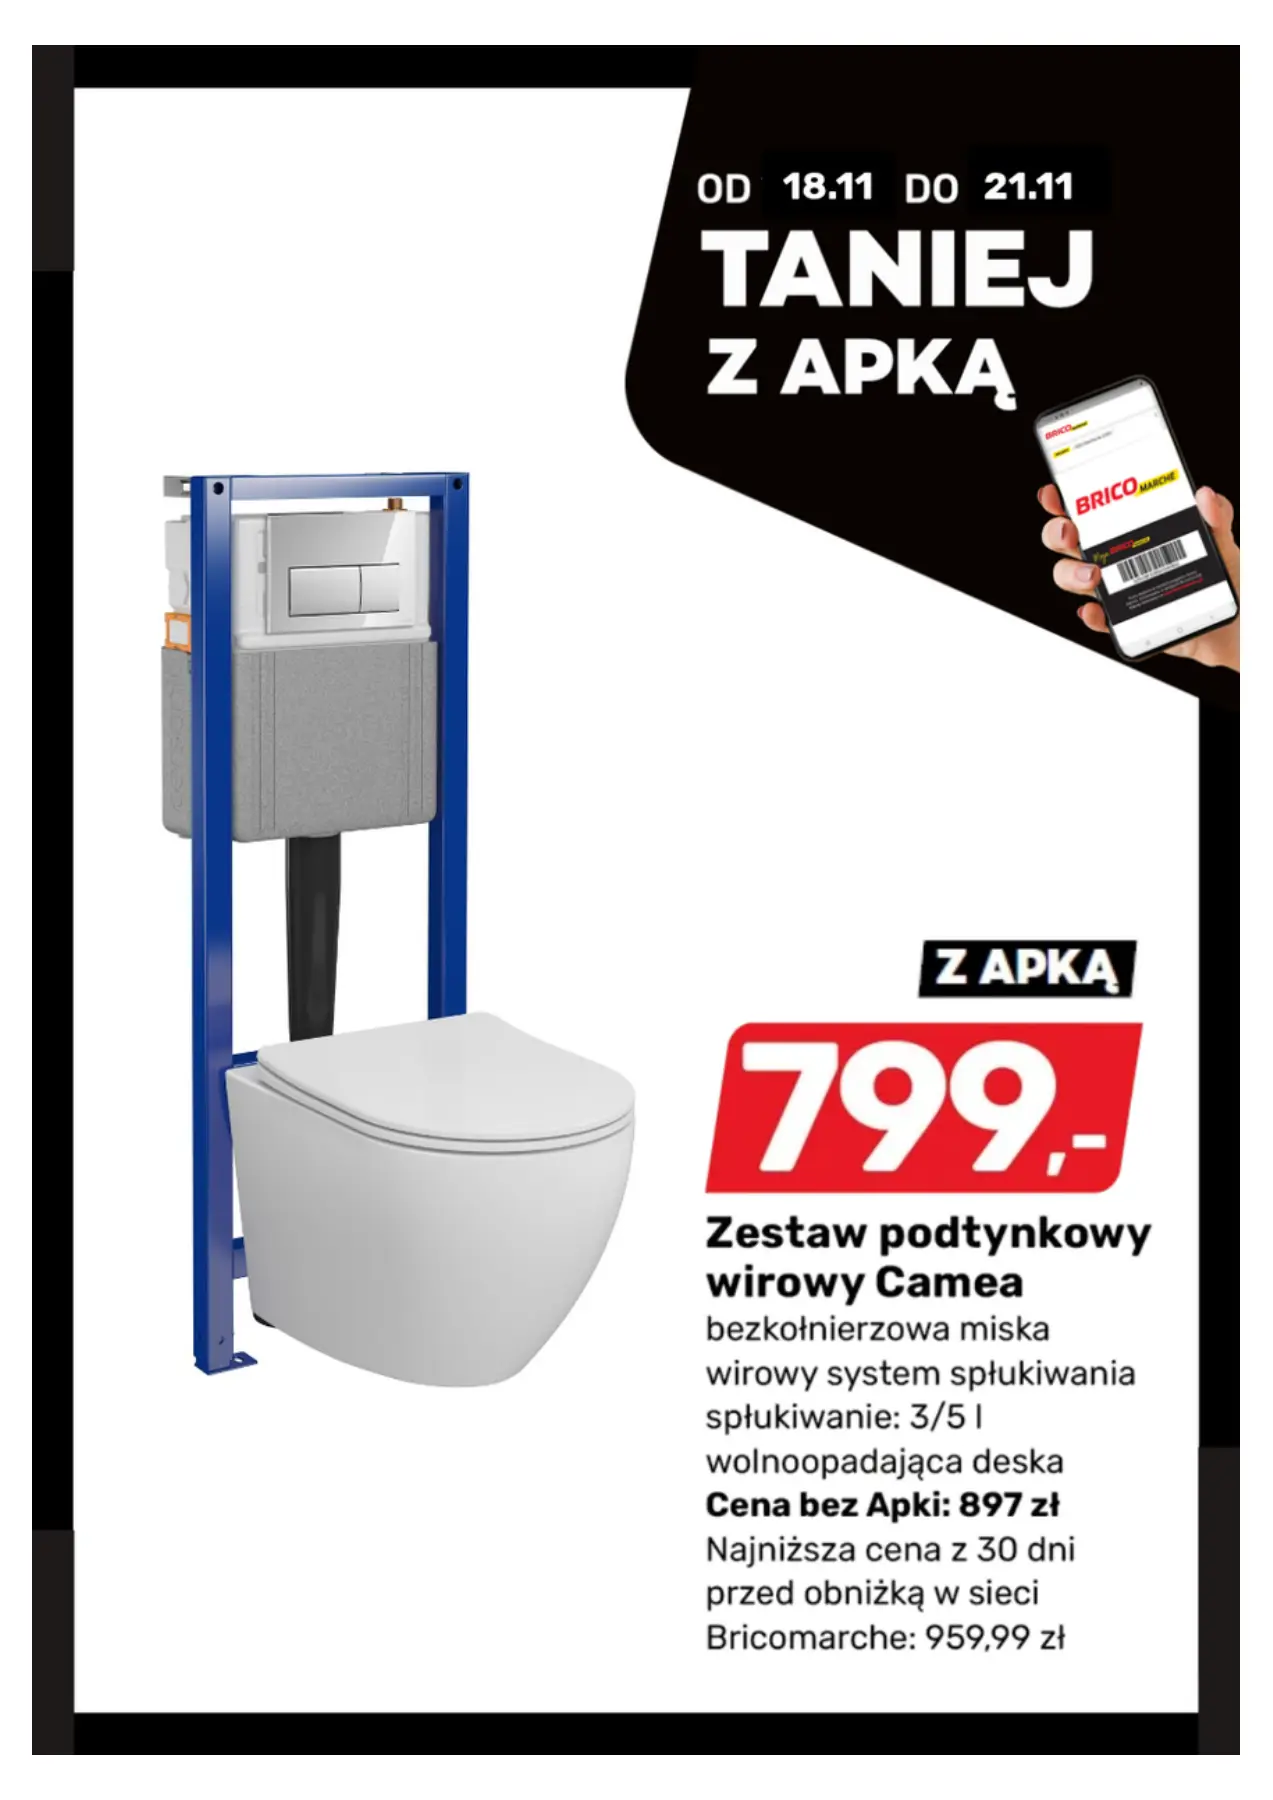 OD 18.11 DO 21.11
TANIEJ
Z APKĄ
BRICO MARCHE
BRICO MARCHE
Z APKĄ
799,-
Zestaw podtynkowy
wirowy Camea
bezkołnierzowa miska
wirowy system spłukiwania
spłukiwanie: 3/5 l
wolnoopadająca deska
Cena bez Apki: 897 zł
Najniższa cena z 30 dni
przed obniżką w sieci
Bricomarche: 959,99 zł